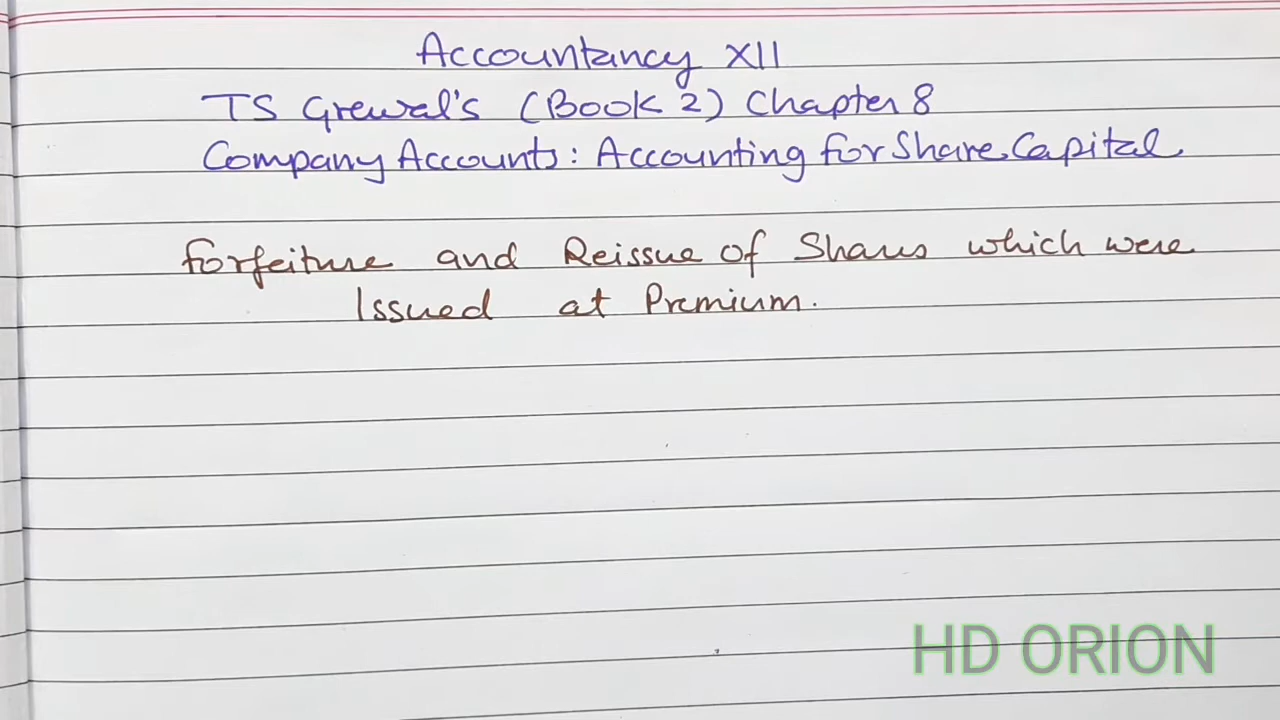 Accountancy XII
TS Grewal's (Book 2) Chapter 8
Company Accounts: Accounting for Share Capital
Forfeiture and Reissue of Shares which were
Issued at Premium.
HD ORION